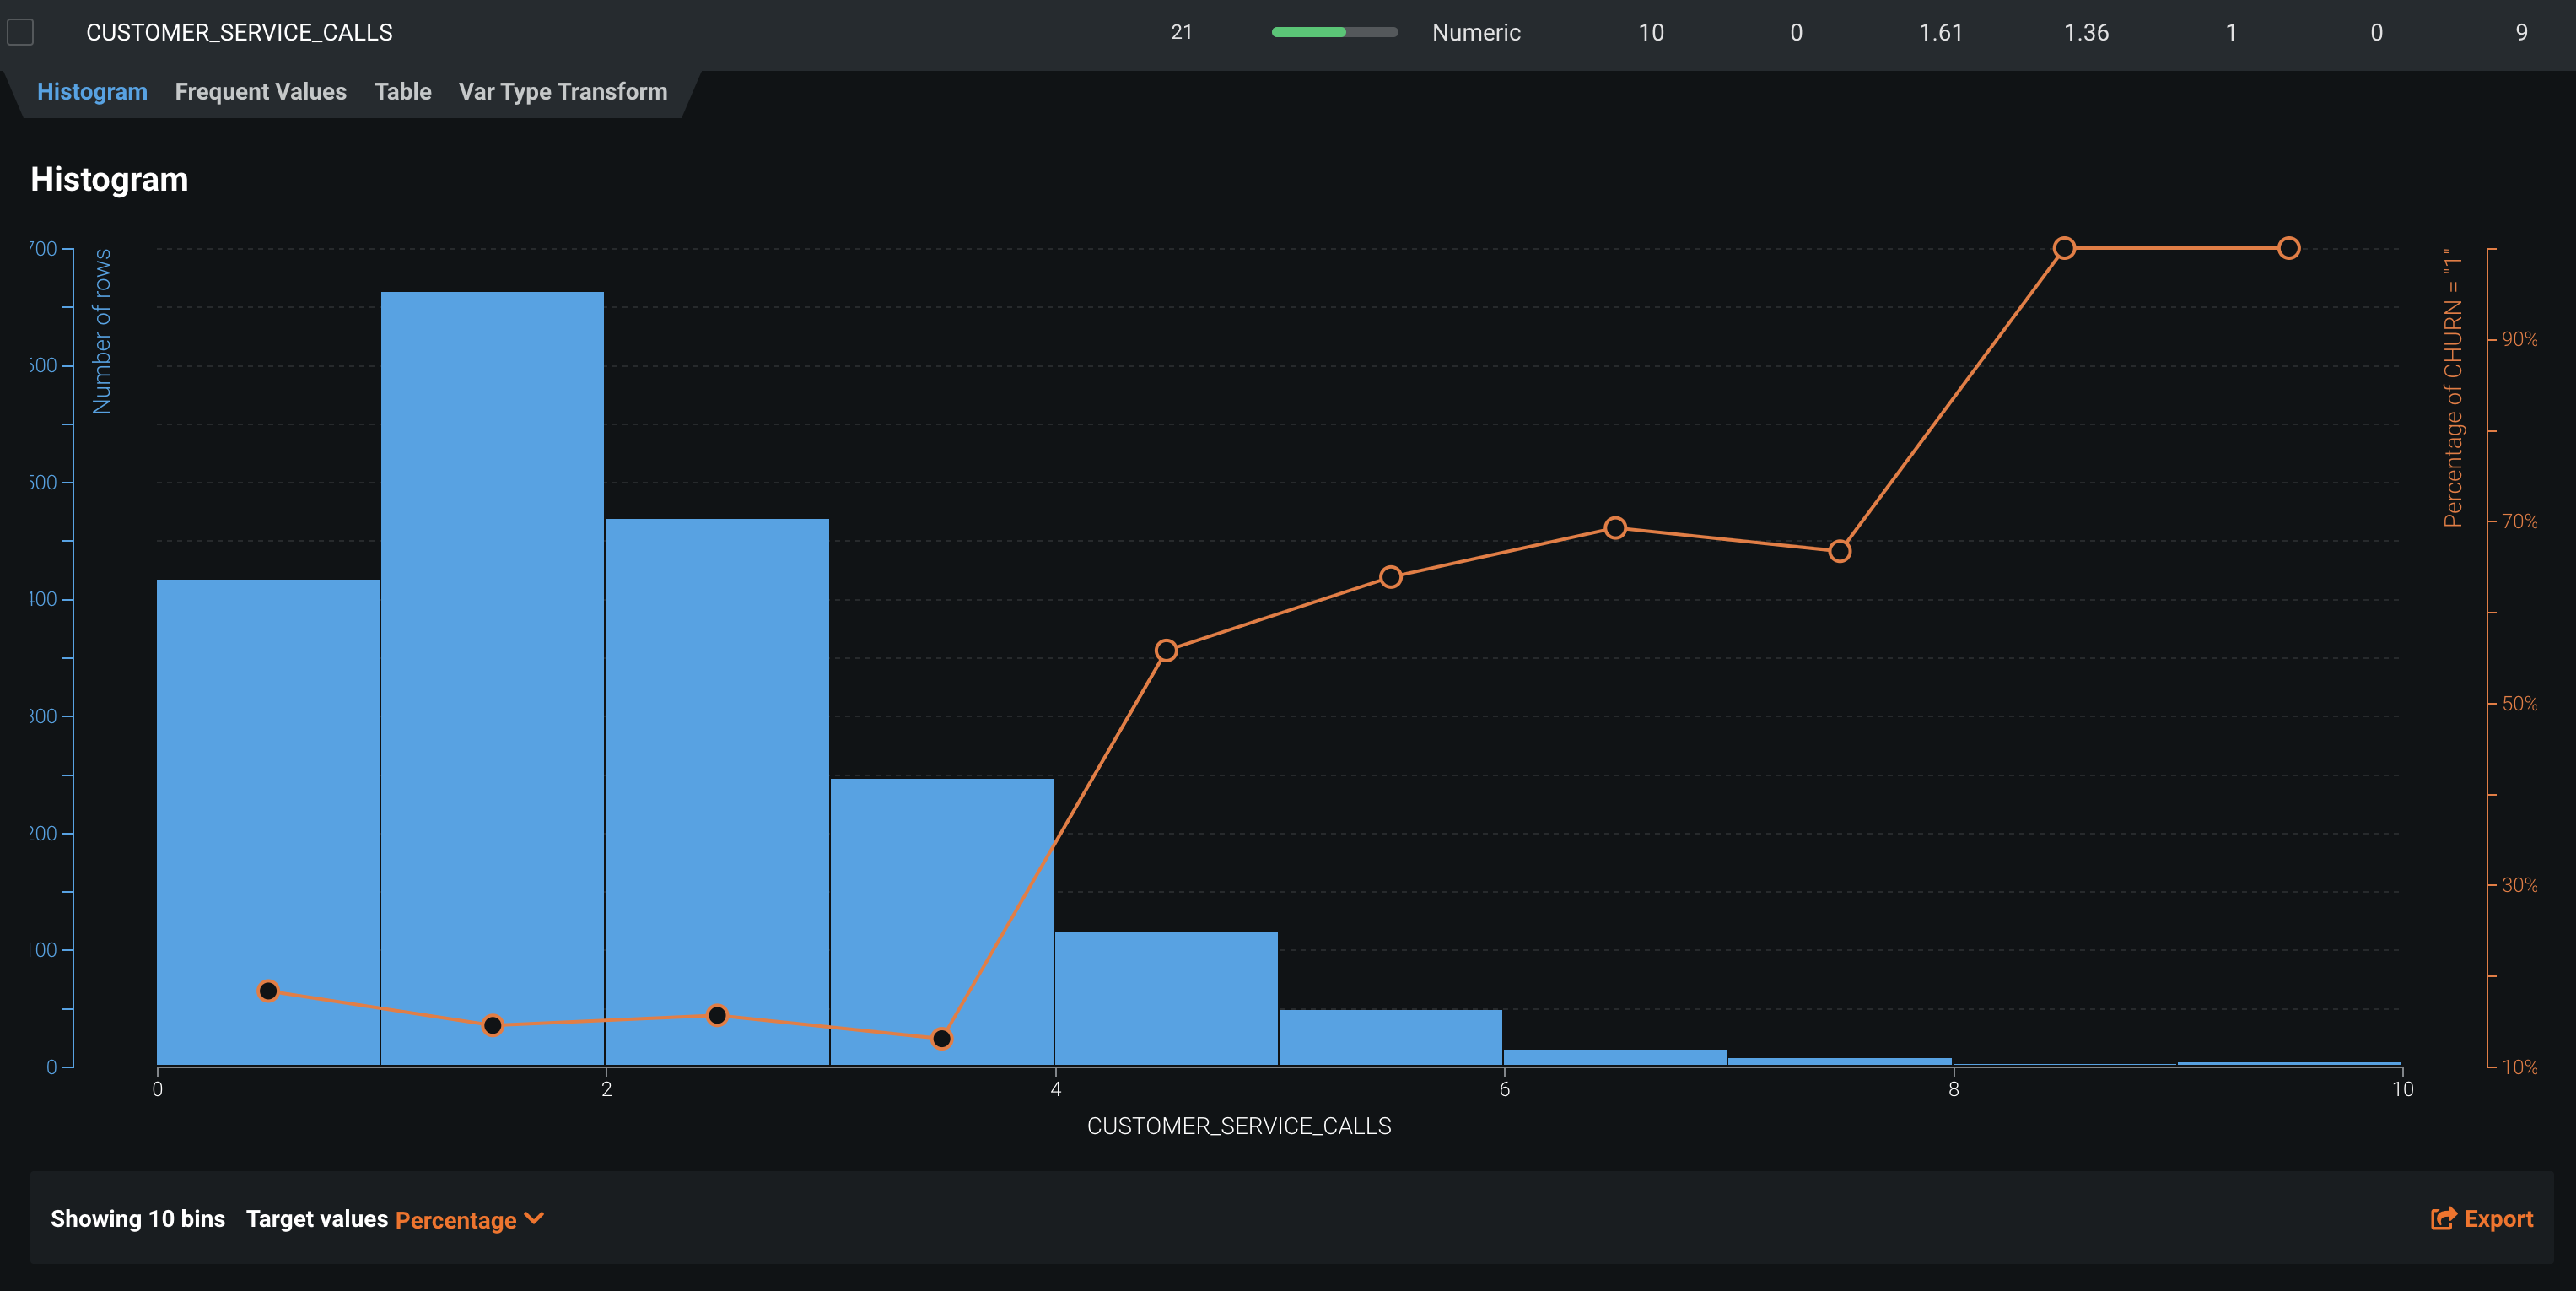 CUSTOMER_SERVICE_CALLS 21 Numeric 10 0 1.61 1.36 1 0 9
Histogram Frequent Values Table Var Type Transform
Histogram
Number of rows
700
00
500
400
300
200
100
0
Percentage of CHURN = "1"
90%
70%
50%
30%
10%
0 2 4 6 8 10
CUSTOMER_SERVICE_CALLS
Showing 10 bins Target values Percentage Export